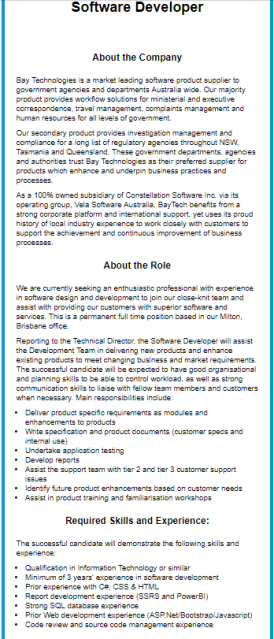 Software Developer
About the Company
Bay Technologies is a market leading software product supplier to
government agencies and departments Australia wide. Our majority
product provides workflow solutions for ministerial and executive
correspondence, travel management, complaints management and
human resources for all levels of government.
Our secondary product provides investigation management and
compliance for a long list of regulatory agencies throughout NSW,
Tasmania and Queensland. These government departments, agencies
and authorities trust Bay Technologies as their preferred supplier for
products which enhance and underpin business practices and
processes.
As a 100% owned subsidiary of Constellation Software Inc. via its
operating group, Vela Software Australia, BayTech benefits from a
strong corporate platform and international support, yet uses its proud
history of local industry experience to work closely with customers to
support the achievement and continuous improvement of business
processes.
About the Role
We are currently seeking an enthusiastic professional with experience
in software design and development to join our close-knit team and
assist with providing our customers with superior software and
services. This is a permanent full time position based in our Milton,
Brisbane office.
Reporting to the Technical Director, the Software Developer will assist
the Development Team in delivering new products and enhance
existing products to meet changing business and market requirements.
The successful candidate will be expected to have good organisational
and planning skills to be able to control workload, as well as strong
communication skills to liaise with fellow team members and customers
when necessary. Main responsibilities include:
• Deliver product specific requirements as modules and
enhancements to products
• Write specification and product documents (customer specs and
internal use)
• Undertake application testing
• Develop reports
• Assist the support team with tier 2 and tier 3 customer support
issues
• Identify future product enhancements based on customer needs
• Assist in product training and familiarisation workshops
Required Skills and Experience:
The successful candidate will demonstrate the following skills and
experience:
• Qualification in Information Technology or similar
• Minimum of 3 years' experience in software development
• Prior experience with C#, CSS & HTML
• Report development experience (SSRS and PowerBI)
• Strong SQL database experience
• Prior Web development experience (ASP.Net/Bootstrap/Javascript)
• Code review and source code management experience